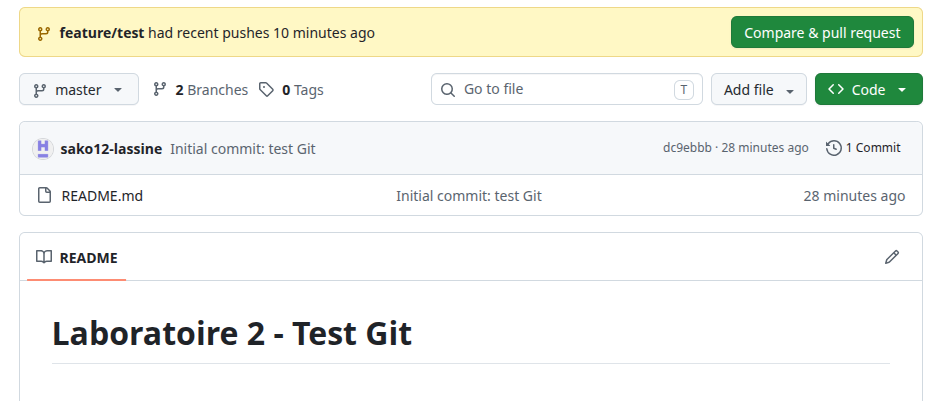 feature/test had recent pushes 10 minutes ago
Compare & pull request
master
2 Branches
0 Tags
Go to file
T
Add file
Code
sako12-lassine Initial commit: test Git
dc9ebbb · 28 minutes ago
1 Commit
README.md
Initial commit: test Git
28 minutes ago
README
Laboratoire 2 - Test Git